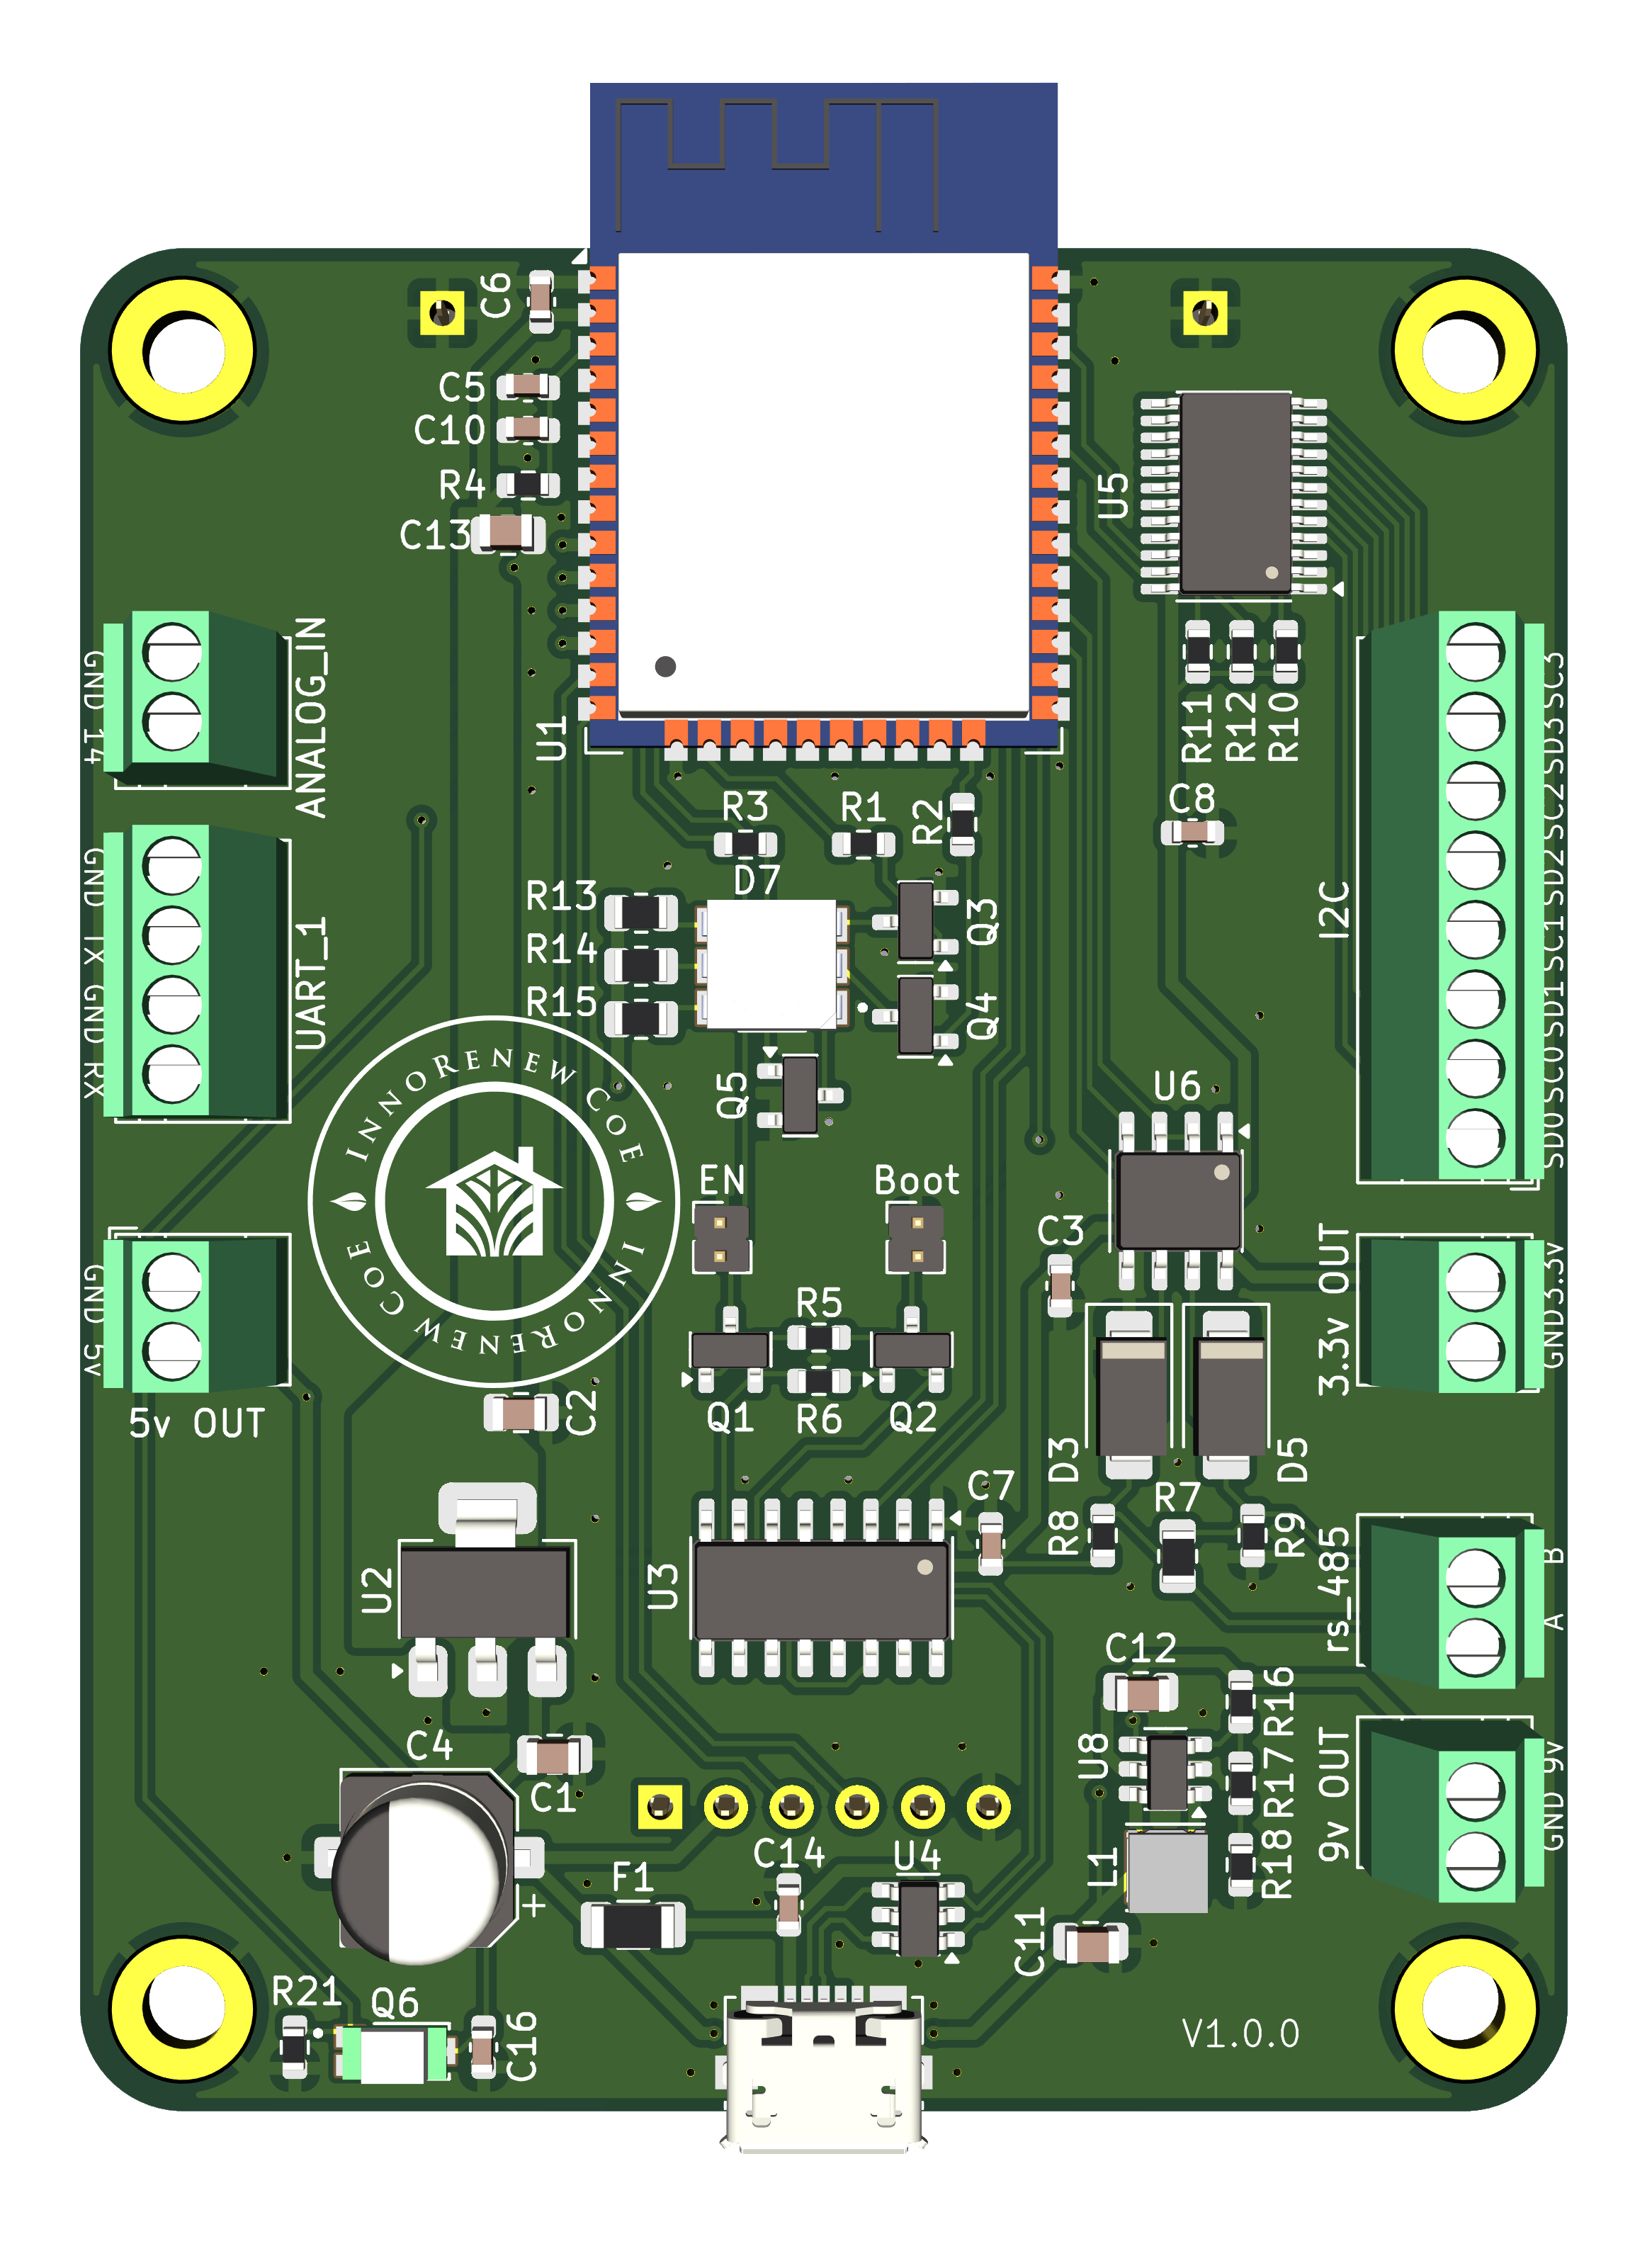 C6
C5
C10
R4
C13
U5
U1
GND 14
ANALOG_IN
R11
R12
R10
SD0 SC0 SD1 SC1 SD2 SC2 SD3 SC3
I2C
C8
R3
R1
R2
D7
R13
R14
R15
Q3
Q4
Q5
GND TX GND RX
UART_1
INNORENEW COE
INNORENEW COE
U6
EN
Boot
C3
GND 5v
5v OUT
3.3v OUT
GND 3.3v
R5
R6
Q1
Q2
C2
D3
D5
C7
R7
R8
R9
U2
U3
rs_485
A B
C12
R16
C4
C1
U8
R17
9v OUT
GND 9v
C14
U4
L1
R18
F1
+
C11
R21
Q6
C16
V1.0.0